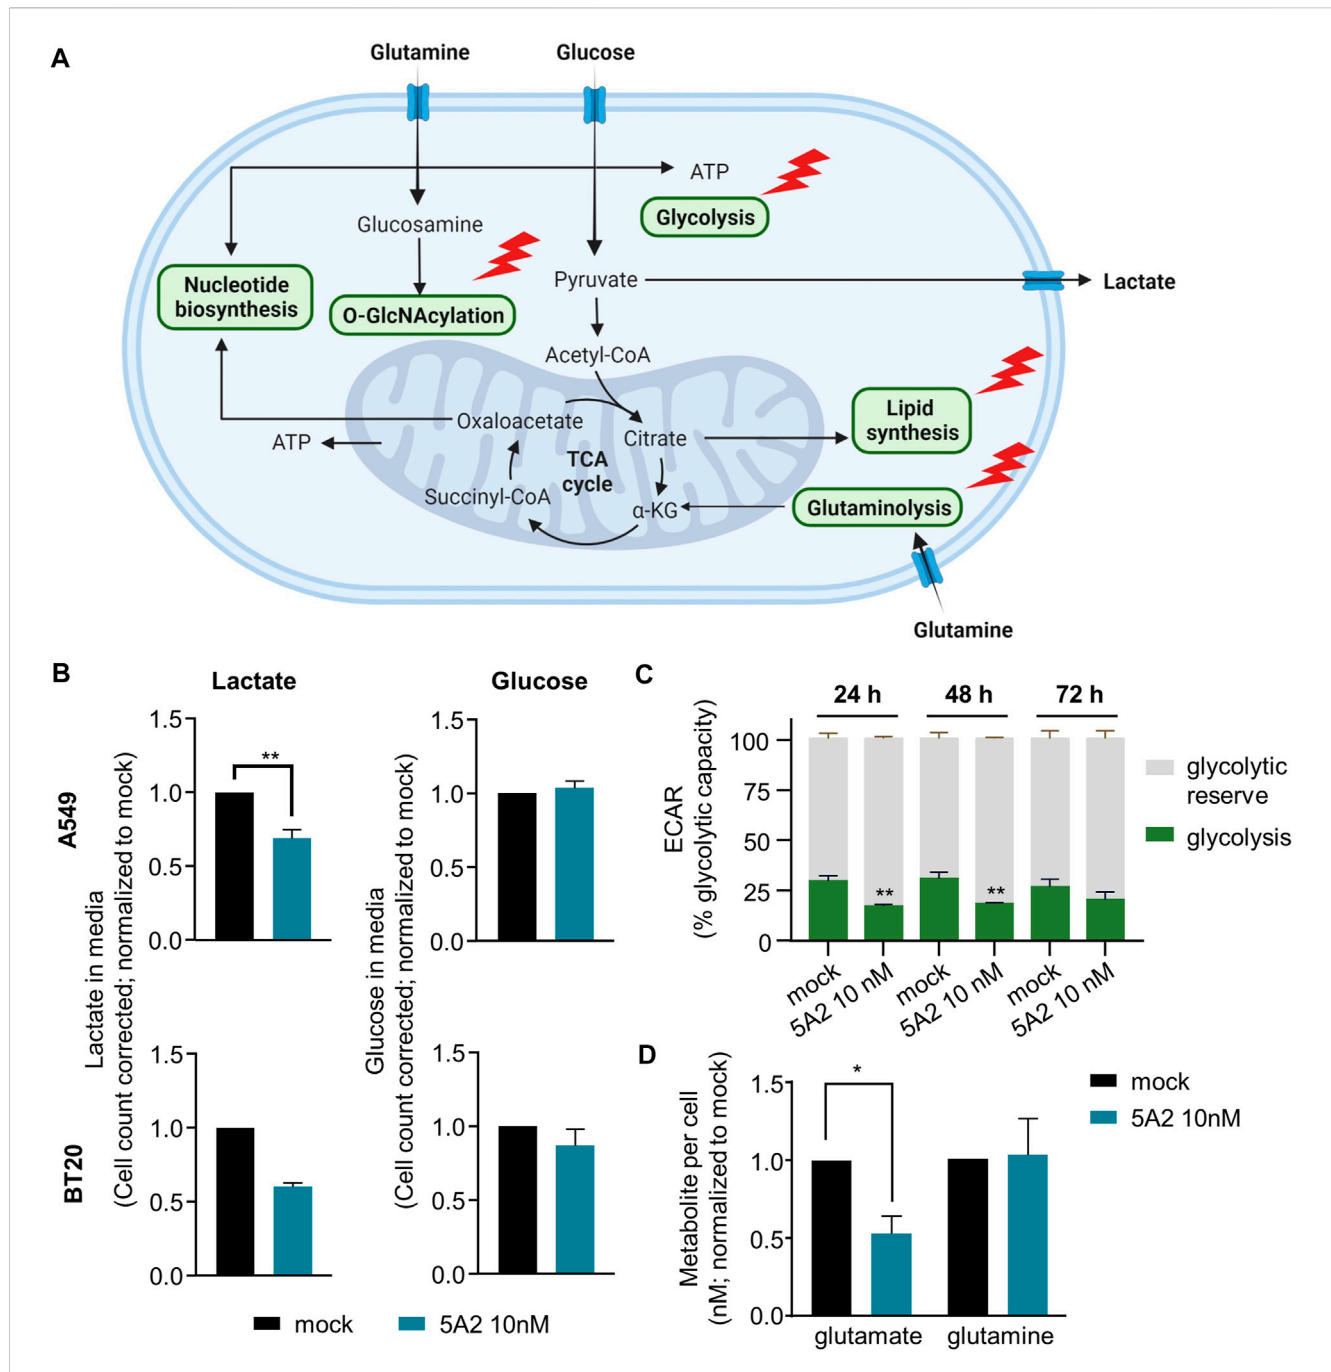 A
Glutamine
Glucose
ATP
Glycolysis
Glucosamine
Nucleotide
biosynthesis
O-GlcNAcylation
Pyruvate
Lactate
Acetyl-CoA
Oxaloacetate
Citrate
Lipid
synthesis
ATP
TCA
cycle
Succinyl-CoA
α-KG
Glutaminolysis
Glutamine
B
Lactate
Glucose
A549
BT20
Lactate in media
(Cell count corrected; normalized to mock)
1.5
1.0
0.5
0.0
**
Glucose in media
(Cell count corrected; normalized to mock)
1.5
1.0
0.5
0.0
1.5
1.0
0.5
0.0
1.5
1.0
0.5
0.0
mock
5A2 10nM
C
24 h
48 h
72 h
ECAR
(% glycolytic capacity)
100
75
50
25
0
**
**
glycolytic
reserve
glycolysis
mock
5A2 10 nM
mock
5A2 10 nM
mock
5A2 10 nM
D
Metabolite per cell
(nM; normalized to mock)
1.5
1.0
0.5
0.0
*
mock
5A2 10nM
glutamate
glutamine